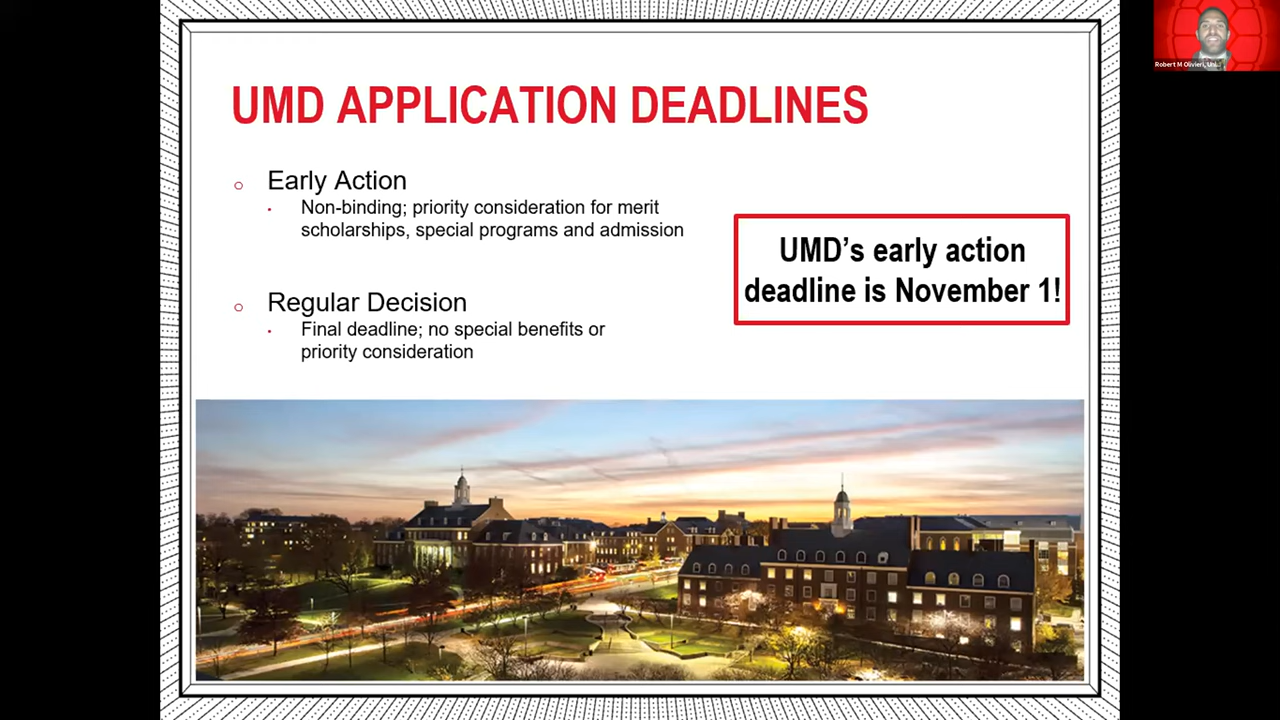 UMD APPLICATION DEADLINES
Early Action
Non-binding; priority consideration for merit
scholarships, special programs and admission
UMD’s early action
deadline is November 1!
Regular Decision
Final deadline; no special benefits or
priority consideration
Robert M Olivieri,